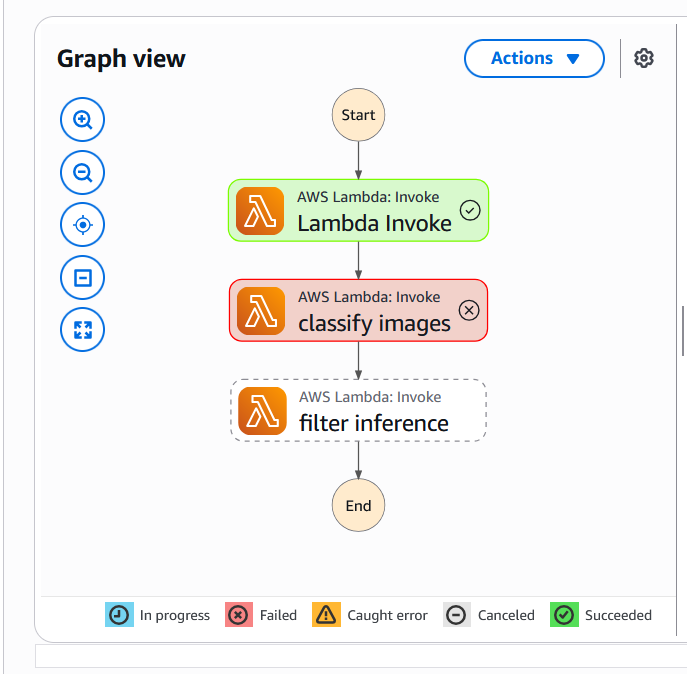 Graph view
Actions
Start
AWS Lambda: Invoke
Lambda Invoke
AWS Lambda: Invoke
classify images
AWS Lambda: Invoke
filter inference
End
In progress
Failed
Caught error
Canceled
Succeeded